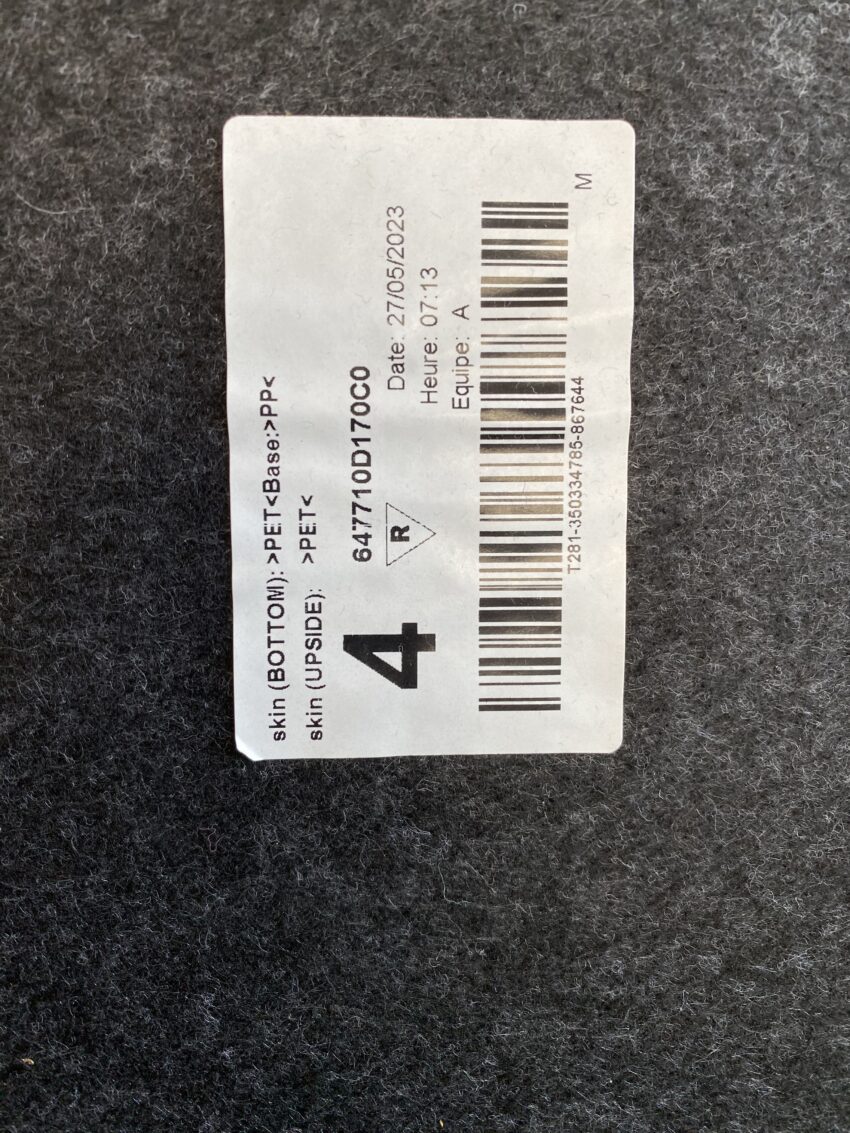 skin (BOTTOM): >PET<Base:>PP<
skin (UPSIDE): >PET<
4
647710D170C0
R
Date: 27/05/2023
Heure: 07:13
Equipe: A
T281-350334785-867644
M